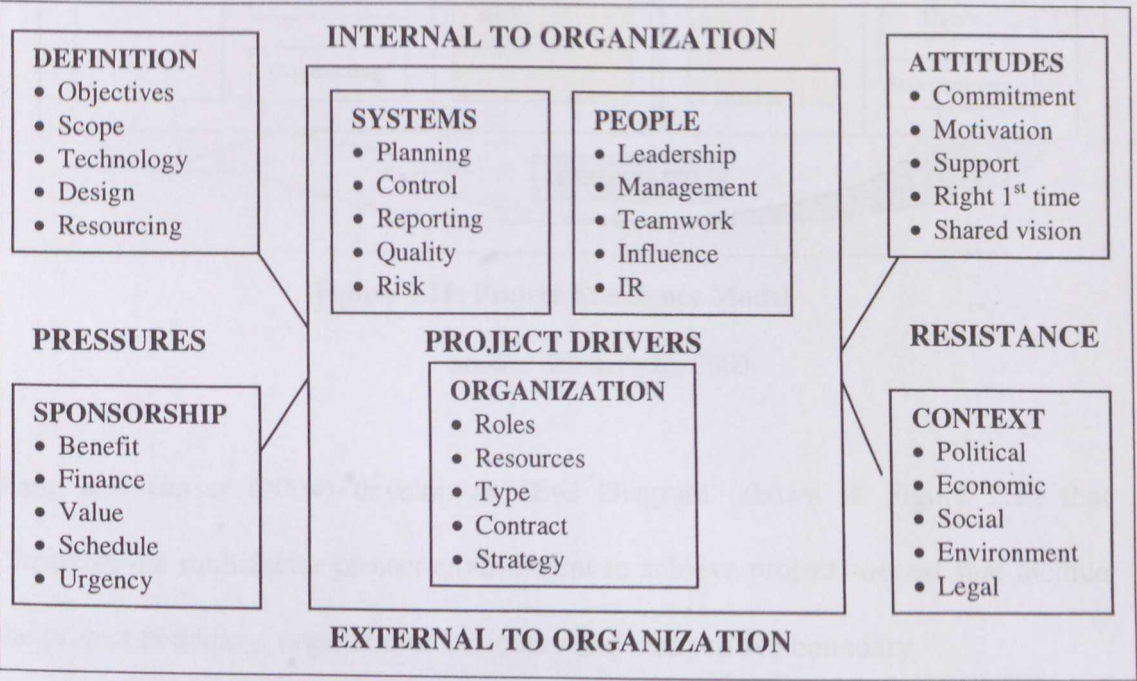 INTERNAL TO ORGANIZATION
DEFINITION
• Objectives
• Scope
• Technology
• Design
• Resourcing
SYSTEMS
• Planning
• Control
• Reporting
• Quality
• Risk
PEOPLE
• Leadership
• Management
• Teamwork
• Influence
• IR
ATTITUDES
• Commitment
• Motivation
• Support
• Right 1st time
• Shared vision
PRESSURES
PROJECT DRIVERS
RESISTANCE
SPONSORSHIP
• Benefit
• Finance
• Value
• Schedule
• Urgency
ORGANIZATION
• Roles
• Resources
• Type
• Contract
• Strategy
CONTEXT
• Political
• Economic
• Social
• Environment
• Legal
EXTERNAL TO ORGANIZATION